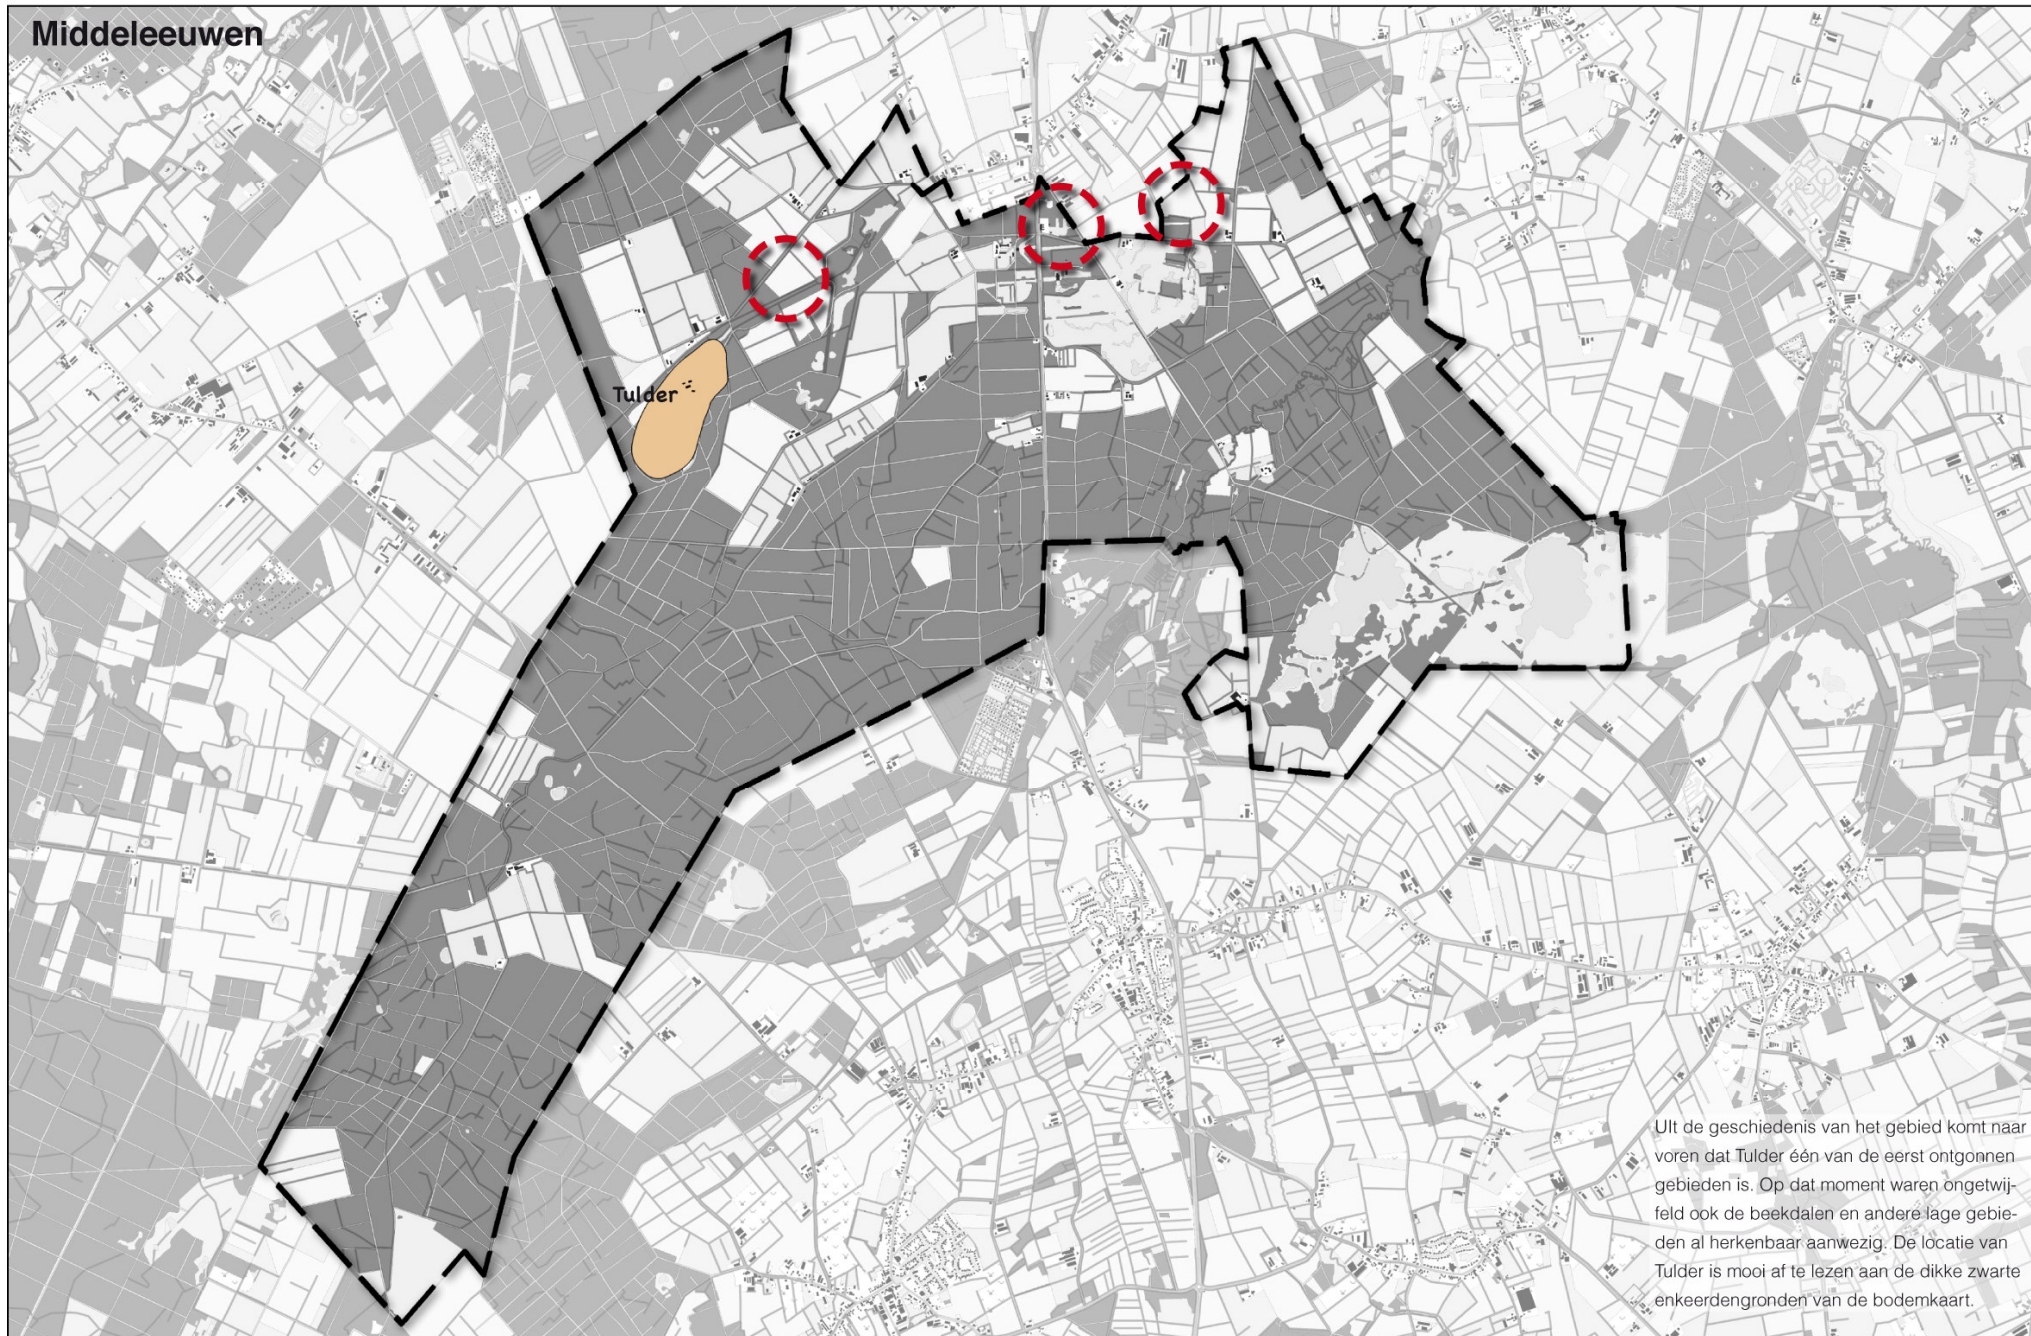 Middeleeuwen
Tulder
UIt de geschiedenis van het gebied komt naar
voren dat Tulder één van de eerst ontgonnen
gebieden is. Op dat moment waren ongetwij-
feld ook de beekdalen en andere lage gebie-
den al herkenbaar aanwezig. De locatie van
Tulder is mooi af te lezen aan de dikke zwarte
enkeerdengronden van de bodemkaart.